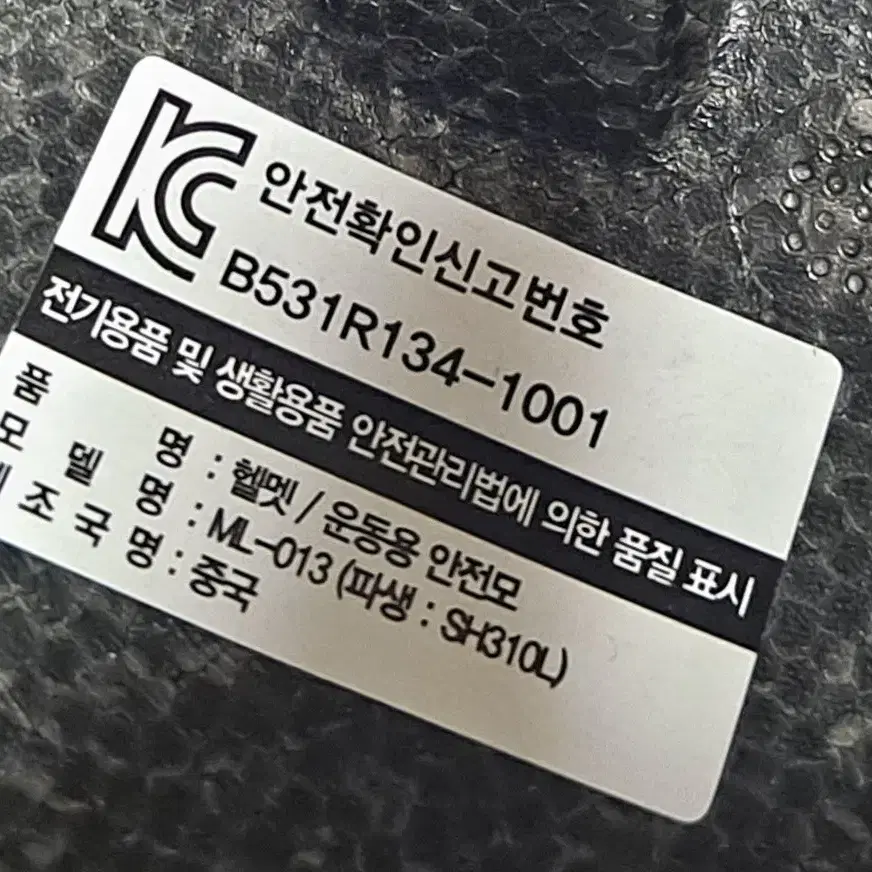 KC 안전확인신고번호
B531R134-1001
전기용품 및 생활용품 안전관리법에 의한 품질 표시
품 명 : 헬멧 / 운동용 안전모
모 델 명 : ML-013 (파생 : SH310L)
제 조 국 명 : 중국